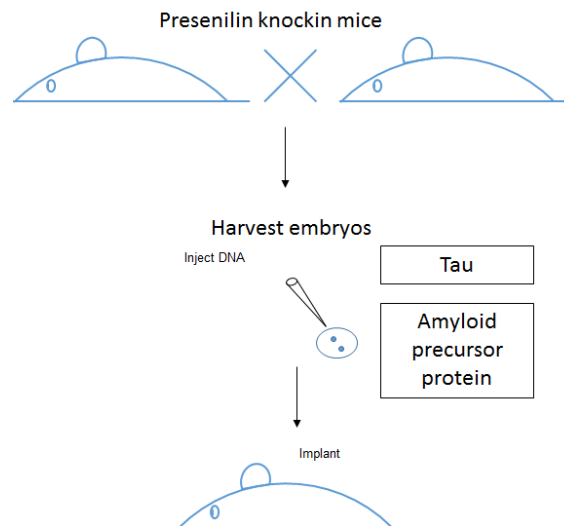 Presenilin knockin mice
Harvest embryos
Inject DNA
Tau
Amyloid
precursor
protein
Implant